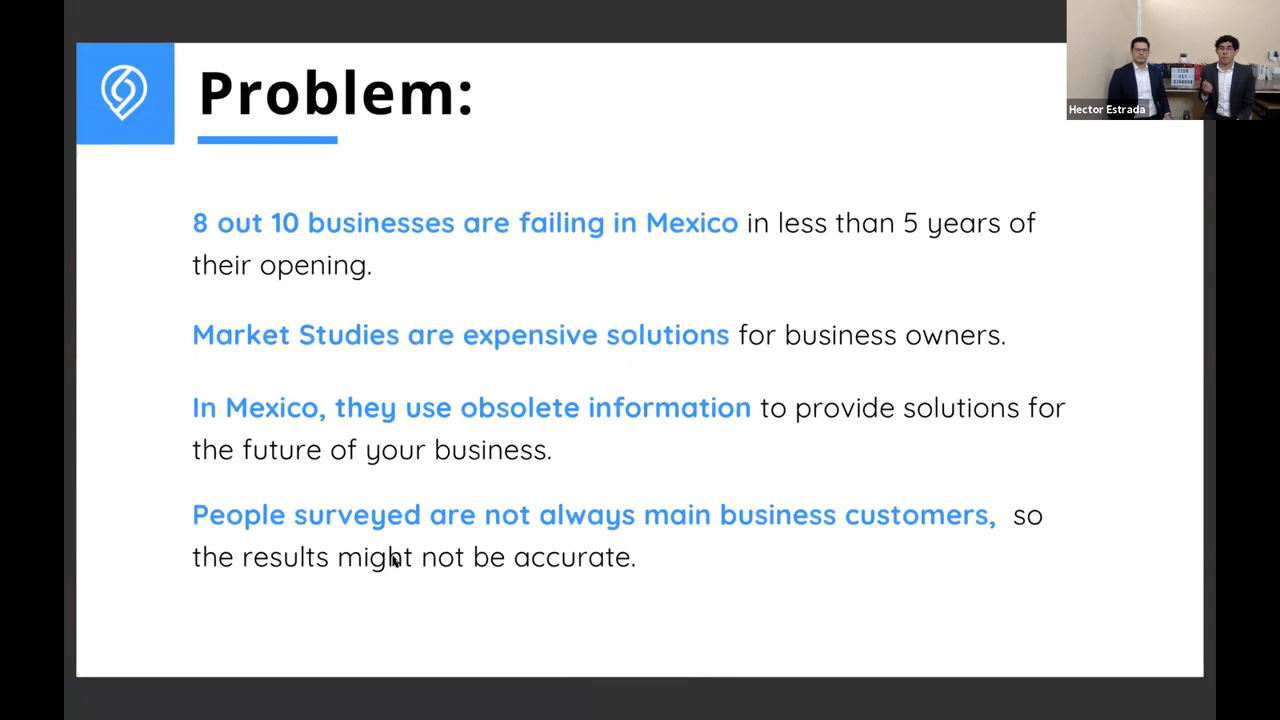 Problem:
Hector Estrada
8 out 10 businesses are failing in Mexico in less than 5 years of
their opening.
Market Studies are expensive solutions for business owners.
In Mexico, they use obsolete information to provide solutions for
the future of your business.
People surveyed are not always main business customers, so
the results might not be accurate.